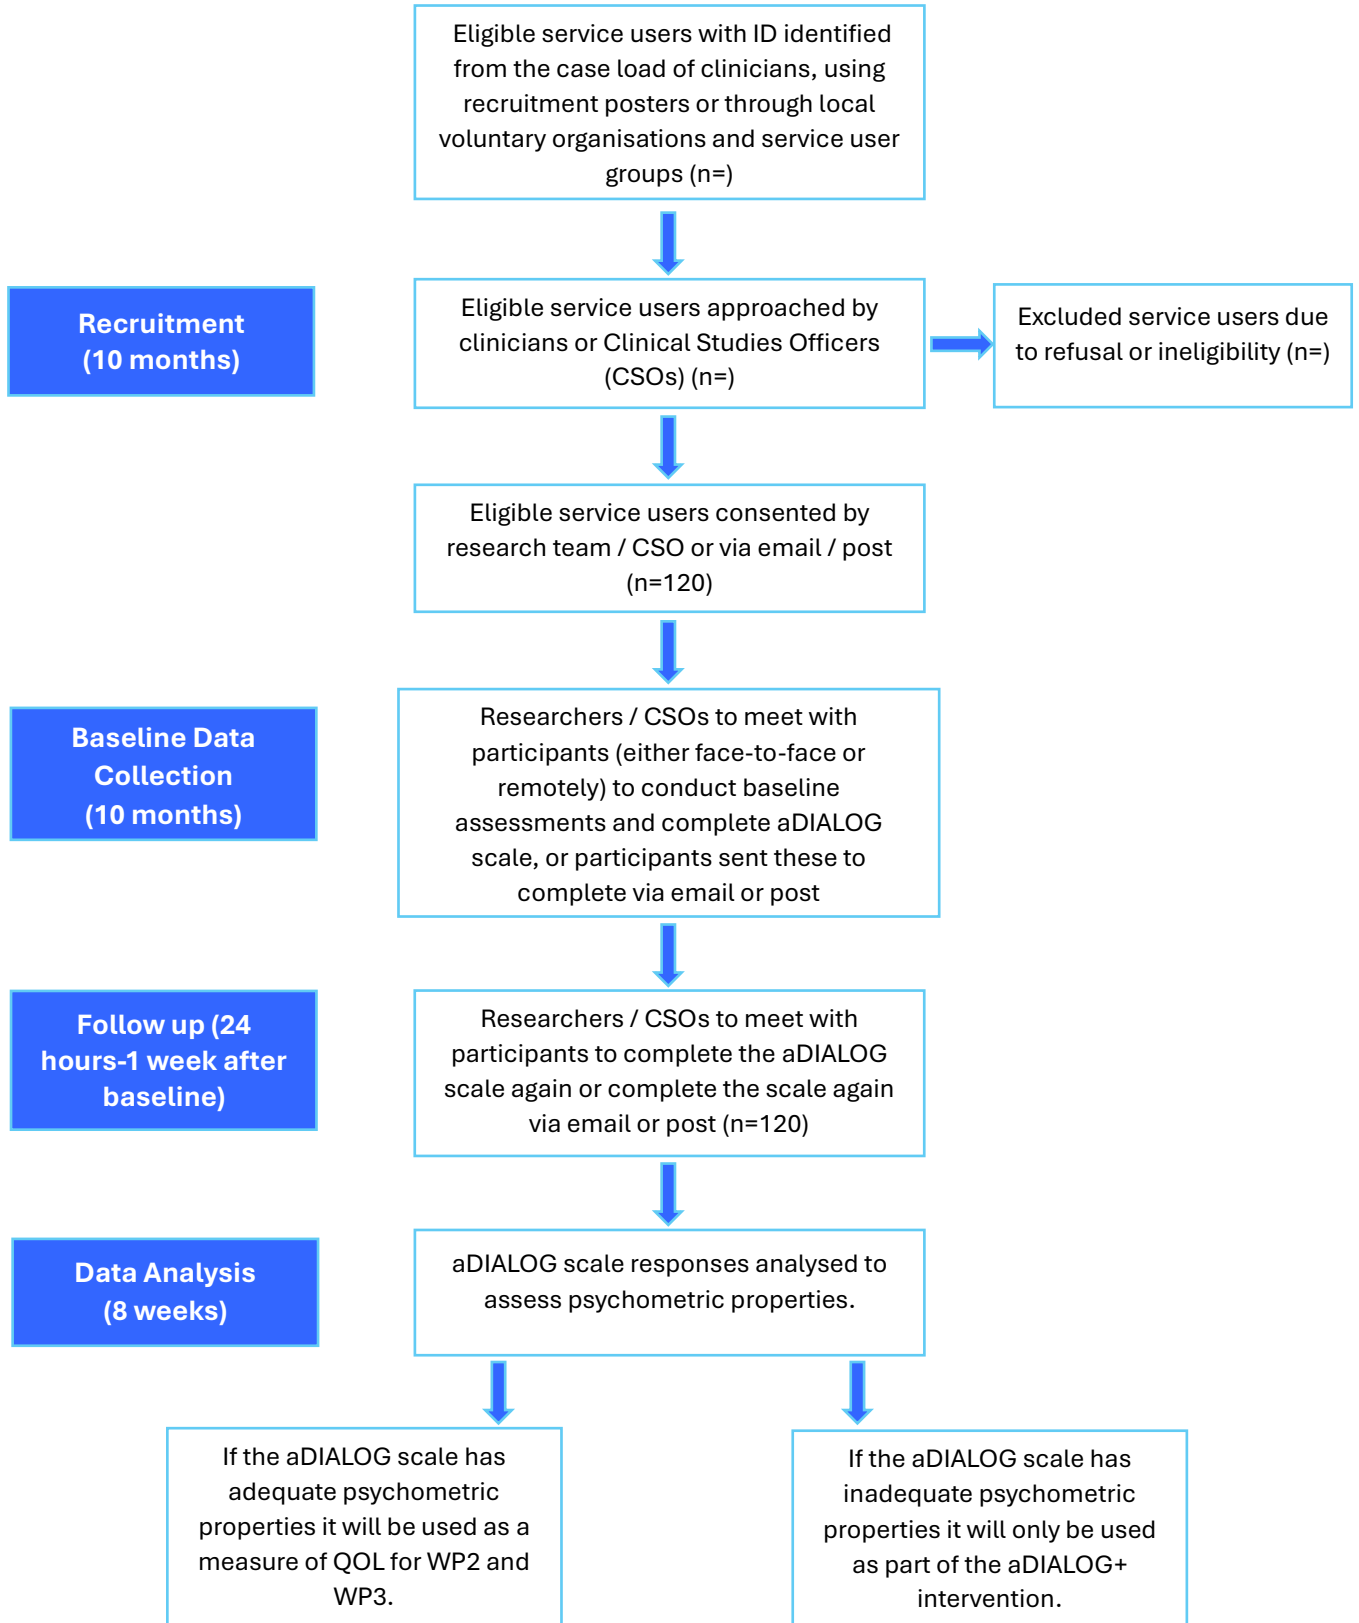 Eligible service users with ID identified
from the case load of clinicians, using
recruitment posters or through local
voluntary organisations and service user
groups (n=)
Recruitment
(10 months)
Eligible service users approached by
clinicians or Clinical Studies Officers
(CSOs) (n=)
Excluded service users due
to refusal or ineligibility (n=)
Eligible service users consented by
research team / CSO or via email / post
(n=120)
Baseline Data
Collection
(10 months)
Researchers / CSOs to meet with
participants (either face-to-face or
remotely) to conduct baseline
assessments and complete aDIALOG
scale, or participants sent these to
complete via email or post
Follow up (24
hours-1 week after
baseline)
Researchers / CSOs to meet with
participants to complete the aDIALOG
scale again or complete the scale again
via email or post (n=120)
Data Analysis
(8 weeks)
aDIALOG scale responses analysed to
assess psychometric properties.
If the aDIALOG scale has
adequate psychometric
properties it will be used as a
measure of QOL for WP2 and
WP3.
If the aDIALOG scale has
inadequate psychometric
properties it will only be used
as part of the aDIALOG+
intervention.